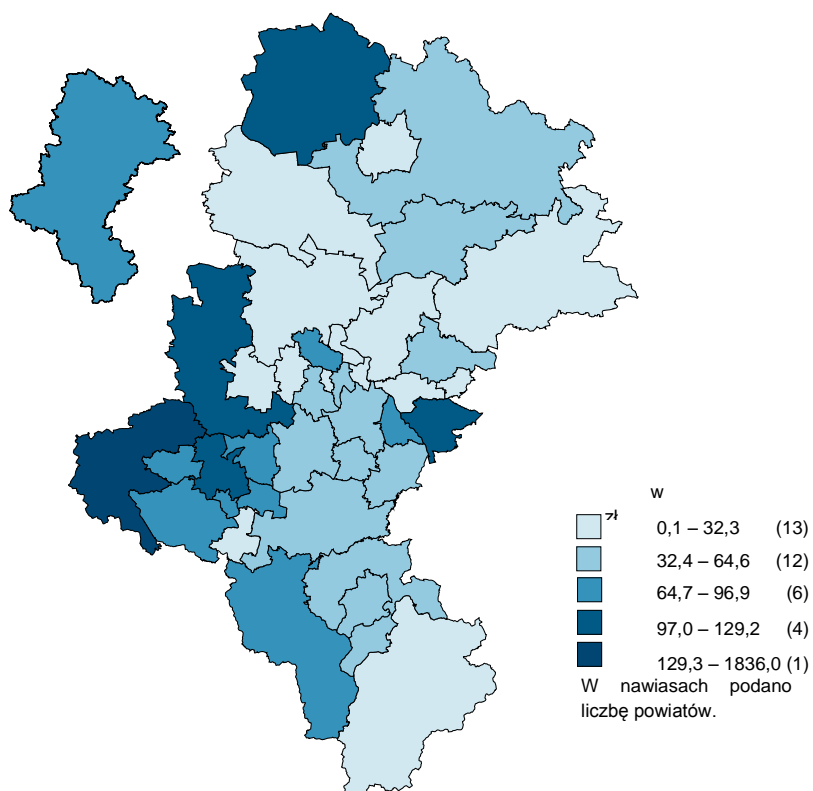 w
zł
0,1 – 32,3 (13)
32,4 – 64,6 (12)
64,7 – 96,9 (6)
97,0 – 129,2 (4)
129,3 – 1836,0 (1)
W nawiasach podano
liczbę powiatów.